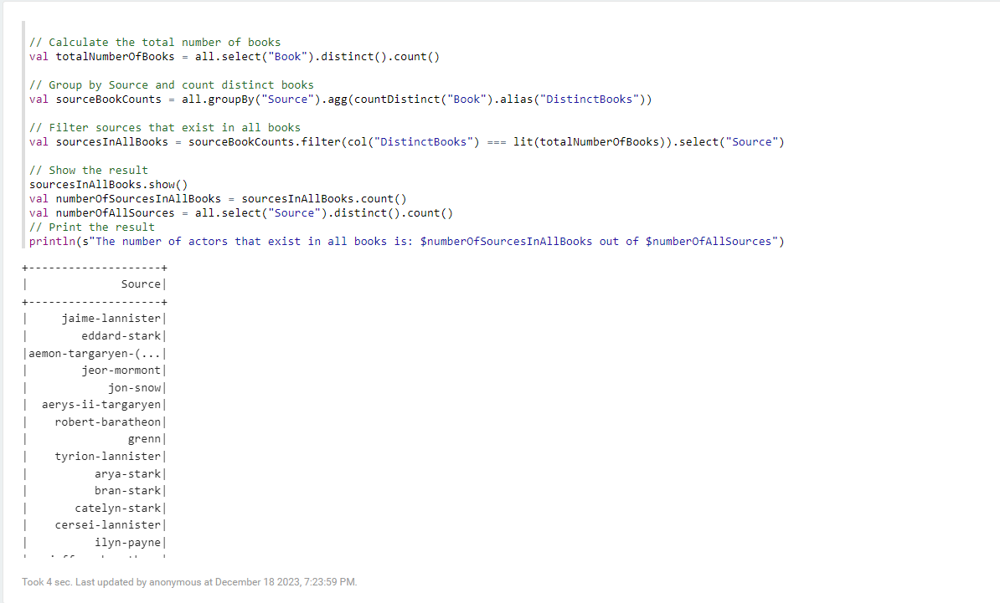 // Calculate the total number of books
val totalNumberOfBooks = all.select("Book").distinct().count()
// Group by Source and count distinct books
val sourceBookCounts = all.groupBy("Source").agg(countDistinct("Book").alias("DistinctBooks"))
// Filter sources that exist in all books
val sourcesInAllBooks = sourceBookCounts.filter(col("DistinctBooks") === lit(totalNumberOfBooks)).select("Source")
// Show the result
sourcesInAllBooks.show()
val numberOfSourcesInAllBooks = sourcesInAllBooks.count()
val numberOfAllSources = all.select("Source").distinct().count()
// Print the result
println(s"The number of actors that exist in all books is: $numberOfSourcesInAllBooks out of $numberOfAllSources")
+--------------------+
|              Source|
+--------------------+
|     jaime-lannister|
|        eddard-stark|
|aemon-targaryen-(...|
|        jeor-mormont|
|            jon-snow|
|  aerys-ii-targaryen|
|    robert-baratheon|
|               grenn|
|    tyrion-lannister|
|          arya-stark|
|          bran-stark|
|       catelyn-stark|
|    cersei-lannister|
|          ilyn-payne|
Took 4 sec. Last updated by anonymous at December 18 2023, 7:23:59 PM.